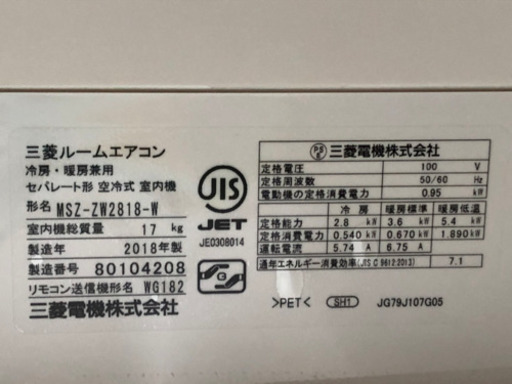 三菱ルームエアコン
冷房・暖房兼用
セパレート形 空冷式 室内機
形名 MSZ-ZW2818-W
室内機総質量 17 kg
製造年 2018年製
製造番号 80104208
リモコン送信機形名 WG182
三菱電機株式会社
JIS
JET
JE0308014
PSE 三菱電機株式会社
定格電圧 100 V
定格周波数 50/60 Hz
電動機の定格消費電力 0.95 kW
冷房 暖房標準 暖房低温
定格能力 2.8 kW 3.6 kW 5.4 kW
定格消費電力 0.540 kW 0.670 kW 1.890 kW
運転電流 5.74 A 6.75 A
通年エネルギー消費効率(JIS C 9612:2013) 7.1
>PET< SH1 JG79J107G05